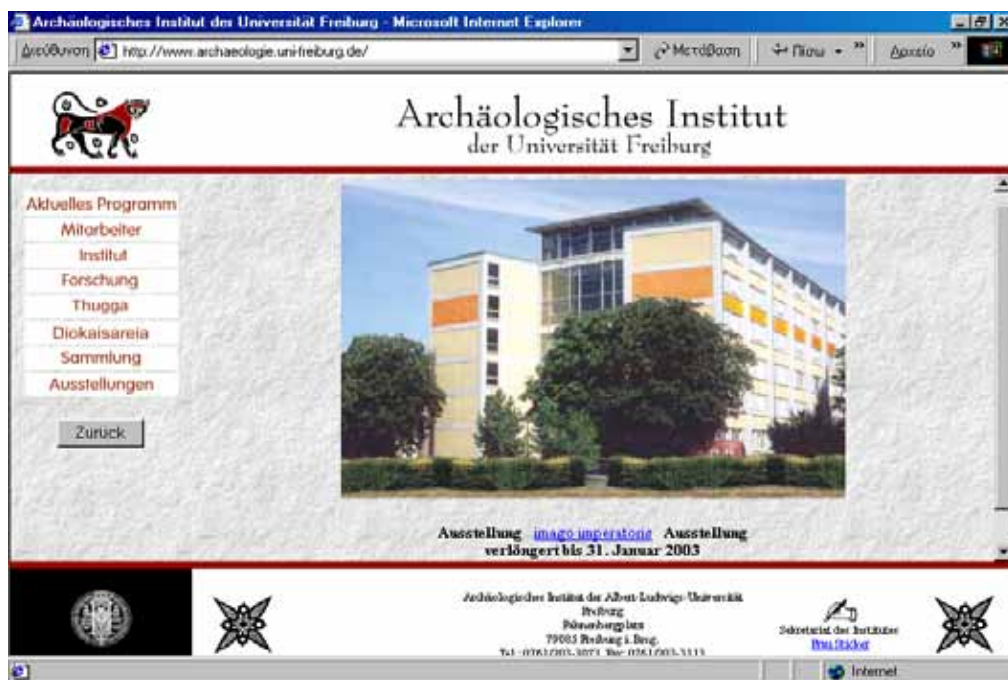 Archäologisches Institut der Universität Freiburg - Microsoft Internet Explorer
Διεύθυνση http://www.archaeologie.uni-freiburg.de/ Μετάβαση Πίσω » Αρχείο »
Archäologisches Institut
der Universität Freiburg
Aktuelles Programm
Mitarbeiter
Institut
Forschung
Thugga
Diokaisareia
Sammlung
Ausstellungen
Zurück
Ausstellung imago imperatoris Ausstellung
verlängert bis 31. Januar 2003
Archäologisches Institut der Albert-Ludwigs-Universität
Freiburg
79085 Freiburg i. Brsg.
Sekretariat des Institutes
Frau Sticker
Internet